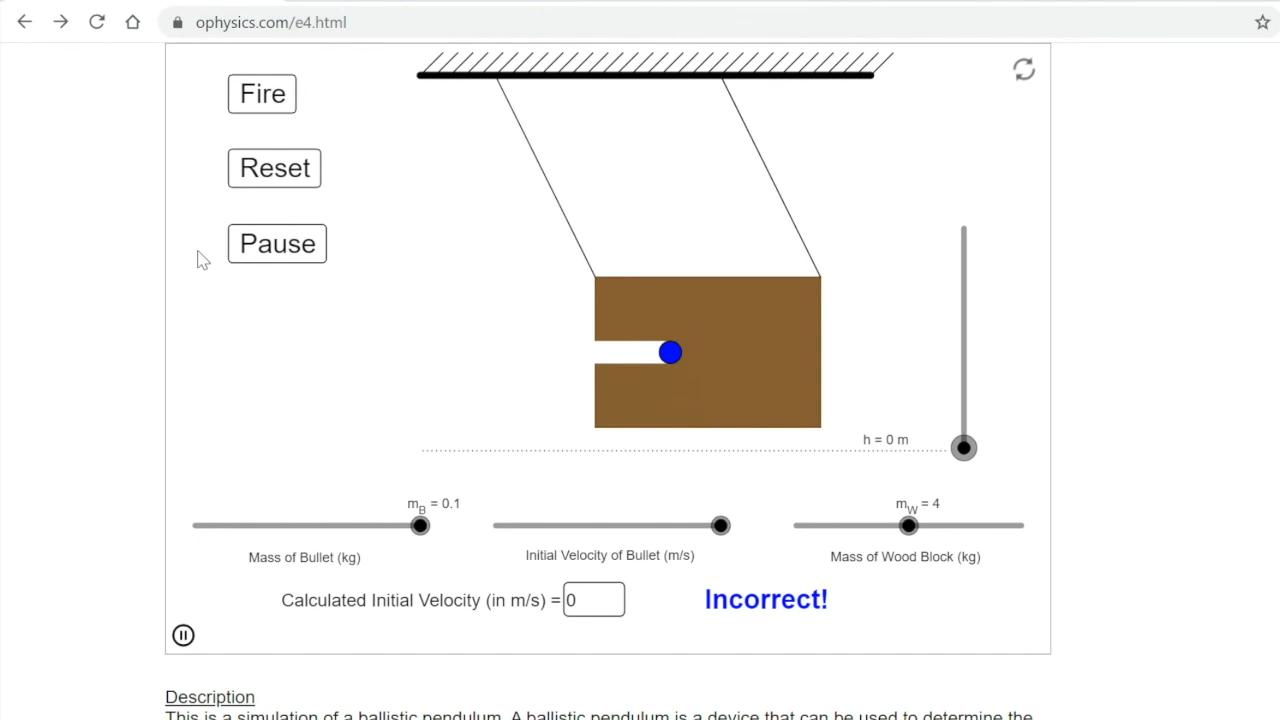 ophysics.com/e4.html
Fire
Reset
Pause
h = 0 m
mB = 0.1
mW = 4
Mass of Bullet (kg)
Initial Velocity of Bullet (m/s)
Mass of Wood Block (kg)
Calculated Initial Velocity (in m/s) = 0
Incorrect!
Description
This is a simulation of a ballistic pendulum. A ballistic pendulum is a device that can be used to determine the